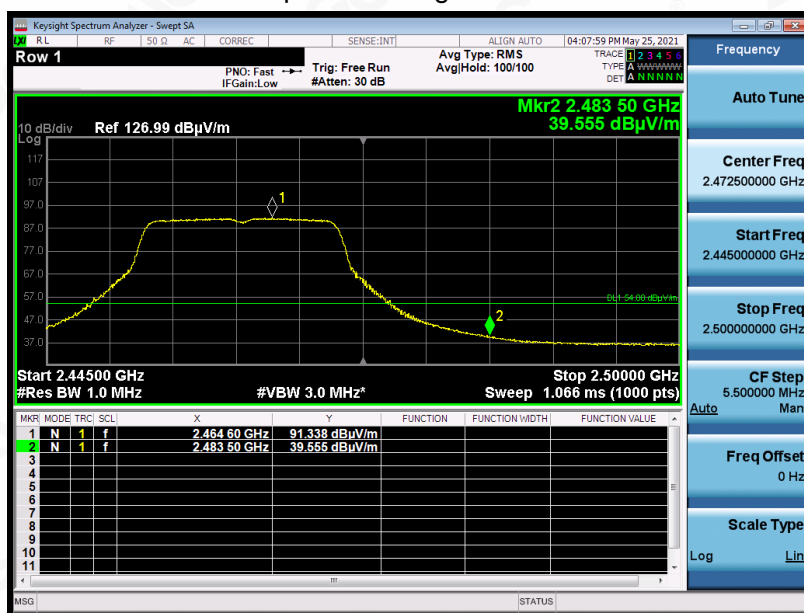 Keysight Spectrum Analyzer - Swept SA
LXI RL RF 50 Ω AC CORREC SENSE:INT ALIGN AUTO 04:07:59 PM May 25, 2021
Row 1
PNO: Fast
IFGain:Low
Trig: Free Run
#Atten: 30 dB
Avg Type: RMS
Avg|Hold: 100/100
TRACE 1 2 3 4 5 6
TYPE A WWWWW
DET A N N N N N
Mkr2 2.483 50 GHz
39.555 dBµV/m
10 dB/div Ref 126.99 dBµV/m
Log
117
107
97.0
87.0
77.0
67.0
57.0
47.0
37.0
1
2
DL1 54.00 dBµV/m
Start 2.44500 GHz Stop 2.50000 GHz
#Res BW 1.0 MHz #VBW 3.0 MHz* Sweep 1.066 ms (1000 pts)
MKR MODE TRC SCL X Y FUNCTION FUNCTION WIDTH FUNCTION VALUE
1 N 1 f 2.464 60 GHz 91.338 dBµV/m
2 N 1 f 2.483 50 GHz 39.555 dBµV/m
3
4
5
6
7
8
9
10
11
MSG STATUS
Frequency
Auto Tune
Center Freq
2.472500000 GHz
Start Freq
2.445000000 GHz
Stop Freq
2.500000000 GHz
CF Step
5.500000 MHz
Auto Man
Freq Offset
0 Hz
Scale Type
Log Lin